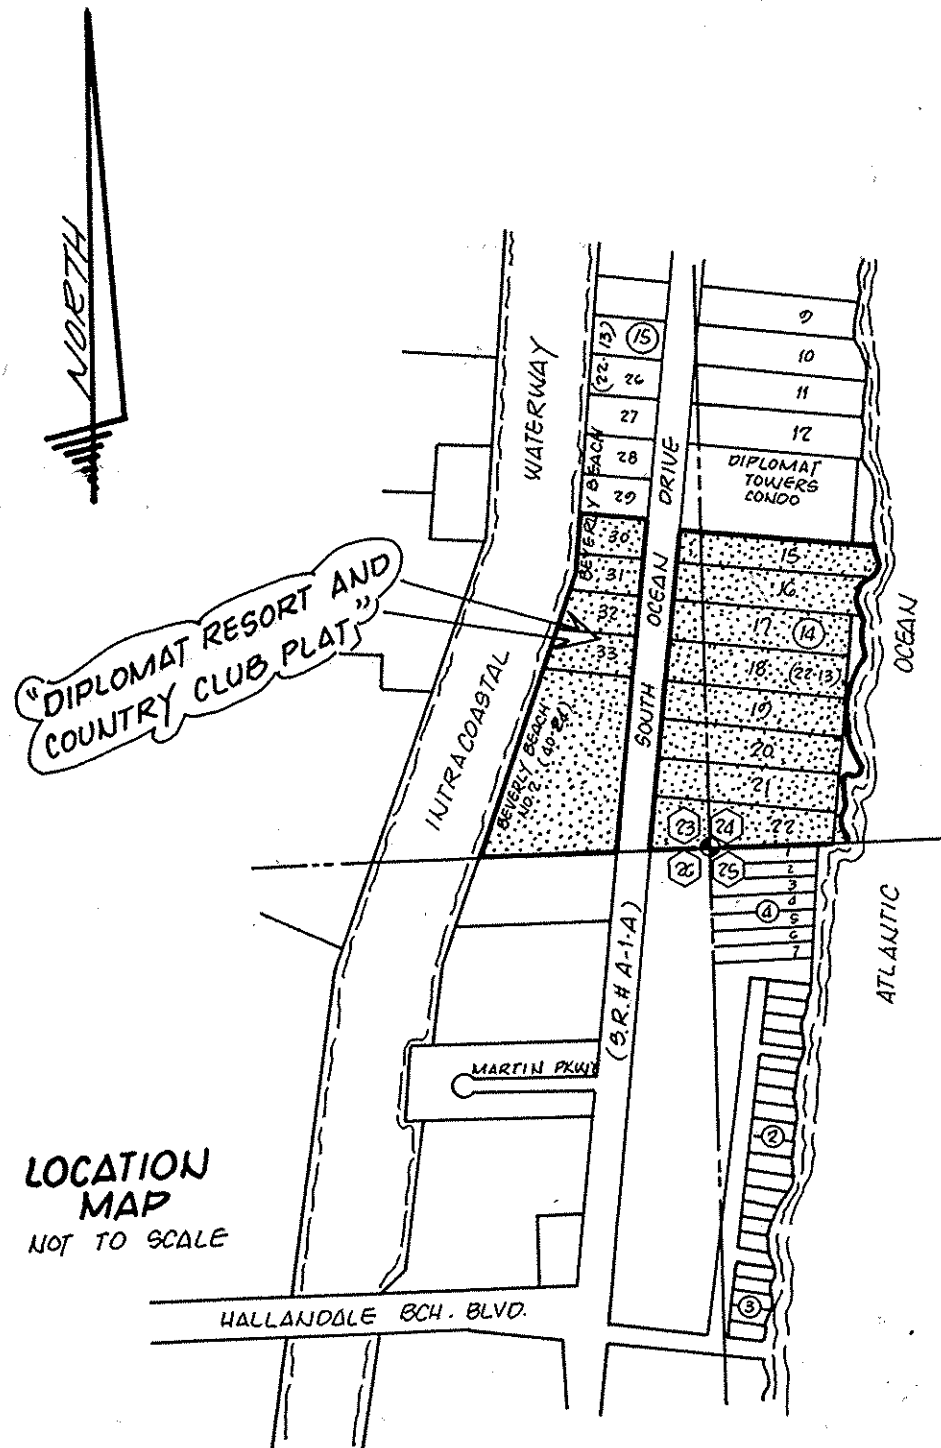 NORTH
9
10
11
12
DIPLOMAT
TOWERS
CONDO
(22-13)
15
26
27
28
29
30
31
32
33
BEVERLY BEACH
WATERWAY
INTRACOASTAL
SOUTH OCEAN DRIVE
15
16
17
14
18
(22-13)
19
20
21
22
OCEAN
ATLANTIC
"DIPLOMAT RESORT AND
COUNTRY CLUB PLAT"
BEVERLY BEACH
NO.2 (40-24)
23
24
26
25
1
2
3
4
4
5
6
7
(S.R. # A-1-A)
MARTIN PKWY
2
3
LOCATION
MAP
NOT TO SCALE
HALLANDALE BCH. BLVD.